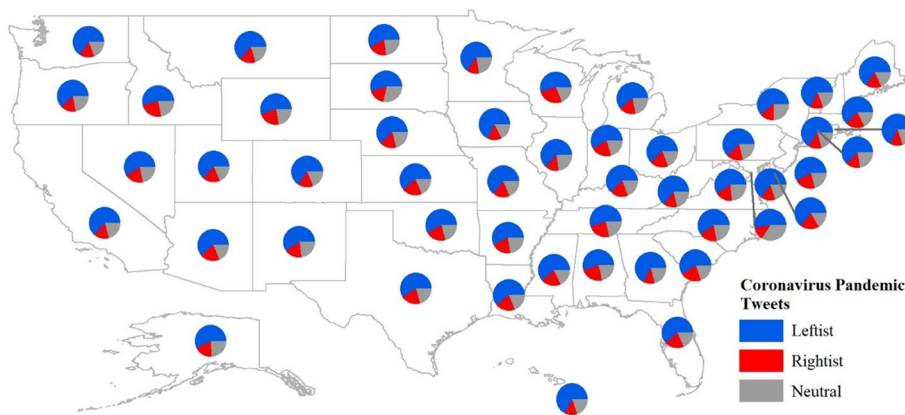 Coronavirus Pandemic
Tweets
Leftist
Rightist
Neutral